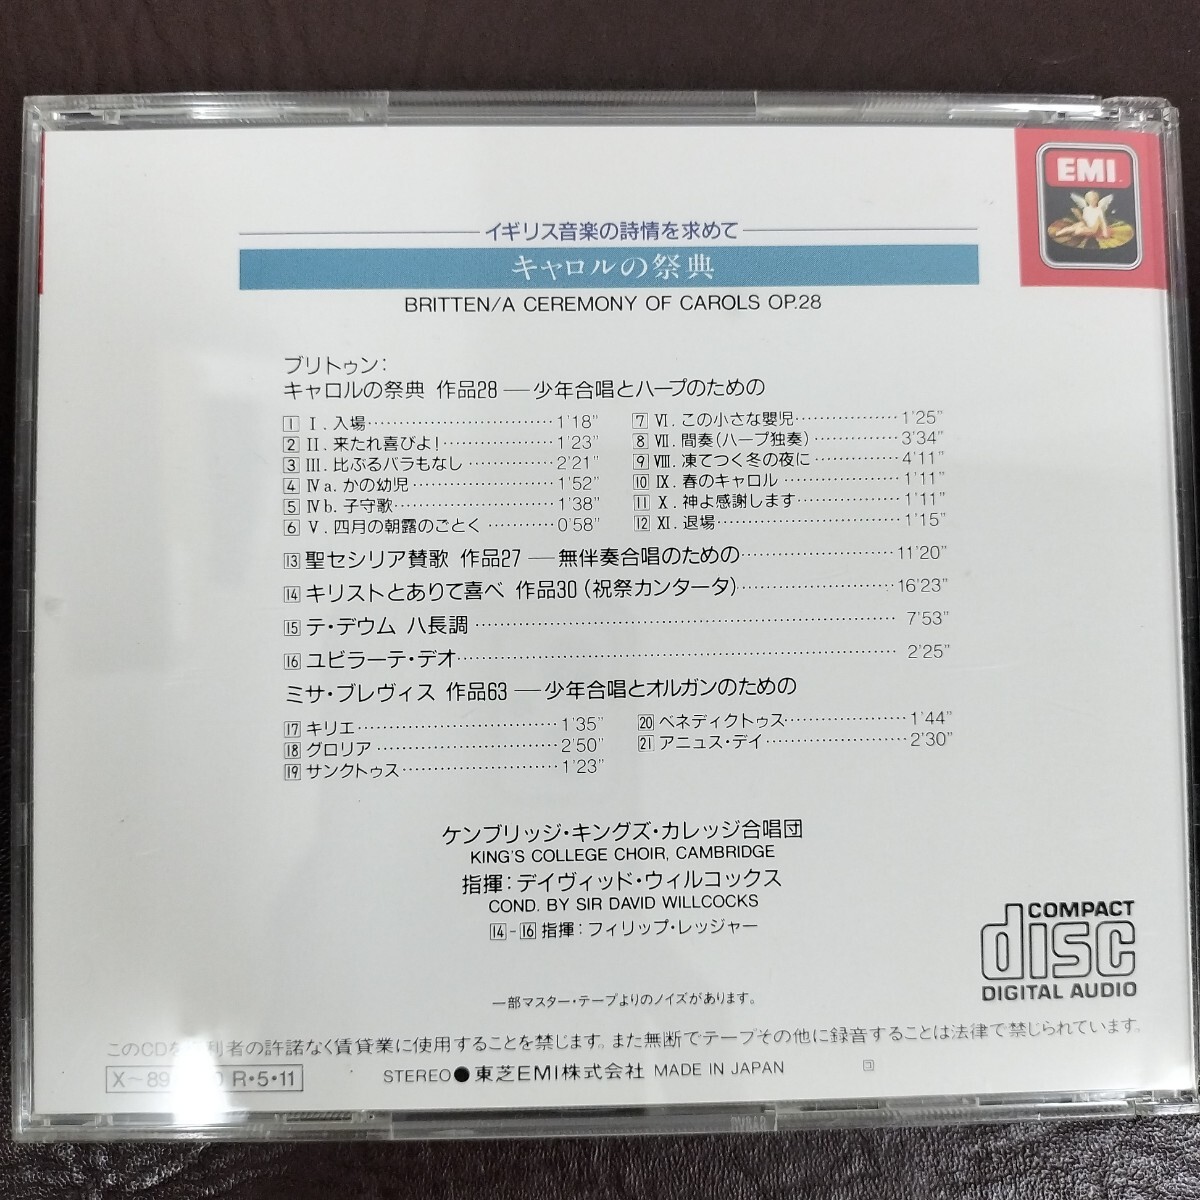 EMI
イギリス音楽の詩情を求めて
キャロルの祭典
BRITTEN/A CEREMONY OF CAROLS OP.28
ブリトゥン:
キャロルの祭典 作品28—少年合唱とハープのための
1 I. 入場 1'18"
2 II. 来たれ喜びよ! 1'23"
3 III. 比ぶるバラもなし 2'21"
4 IVa. かの幼児 1'52"
5 IVb. 子守歌 1'38"
6 V. 四月の朝露のごとく 0'58"
7 VI. この小さな嬰児 1'25"
8 VII. 間奏(ハープ独奏) 3'34"
9 VIII. 凍てつく冬の夜に 4'11"
10 IX. 春のキャロル 1'11"
11 X. 神よ感謝します 1'11"
12 XI. 退場 1'15"
13 聖セシリア賛歌 作品27—無伴奏合唱のための 11'20"
14 キリストとありて喜べ 作品30(祝祭カンタータ) 16'23"
15 テ・デウム ハ長調 7'53"
16 ユビラーテ・デオ 2'25"
ミサ・ブレヴィス 作品63—少年合唱とオルガンのための
17 キリエ 1'35"
18 グロリア 2'50"
19 サンクトゥス 1'23"
20 ベネディクトゥス 1'44"
21 アニュス・デイ 2'30"
ケンブリッジ・キングズ・カレッジ合唱団
KING'S COLLEGE CHOIR, CAMBRIDGE
指揮:デイヴィッド・ウィルコックス
COND. BY SIR DAVID WILLCOCKS
14-16 指揮:フィリップ・レッジャー
COMPACT
disc
DIGITAL AUDIO
一部マスター・テープよりのノイズがあります。
このCDを 利者の許諾なく賃貸業に使用することを禁じます。また無断でテープその他に録音することは法律で禁じられています。
X〜89 R・5・11
STEREO● 東芝EMI株式会社 MADE IN JAPAN コ